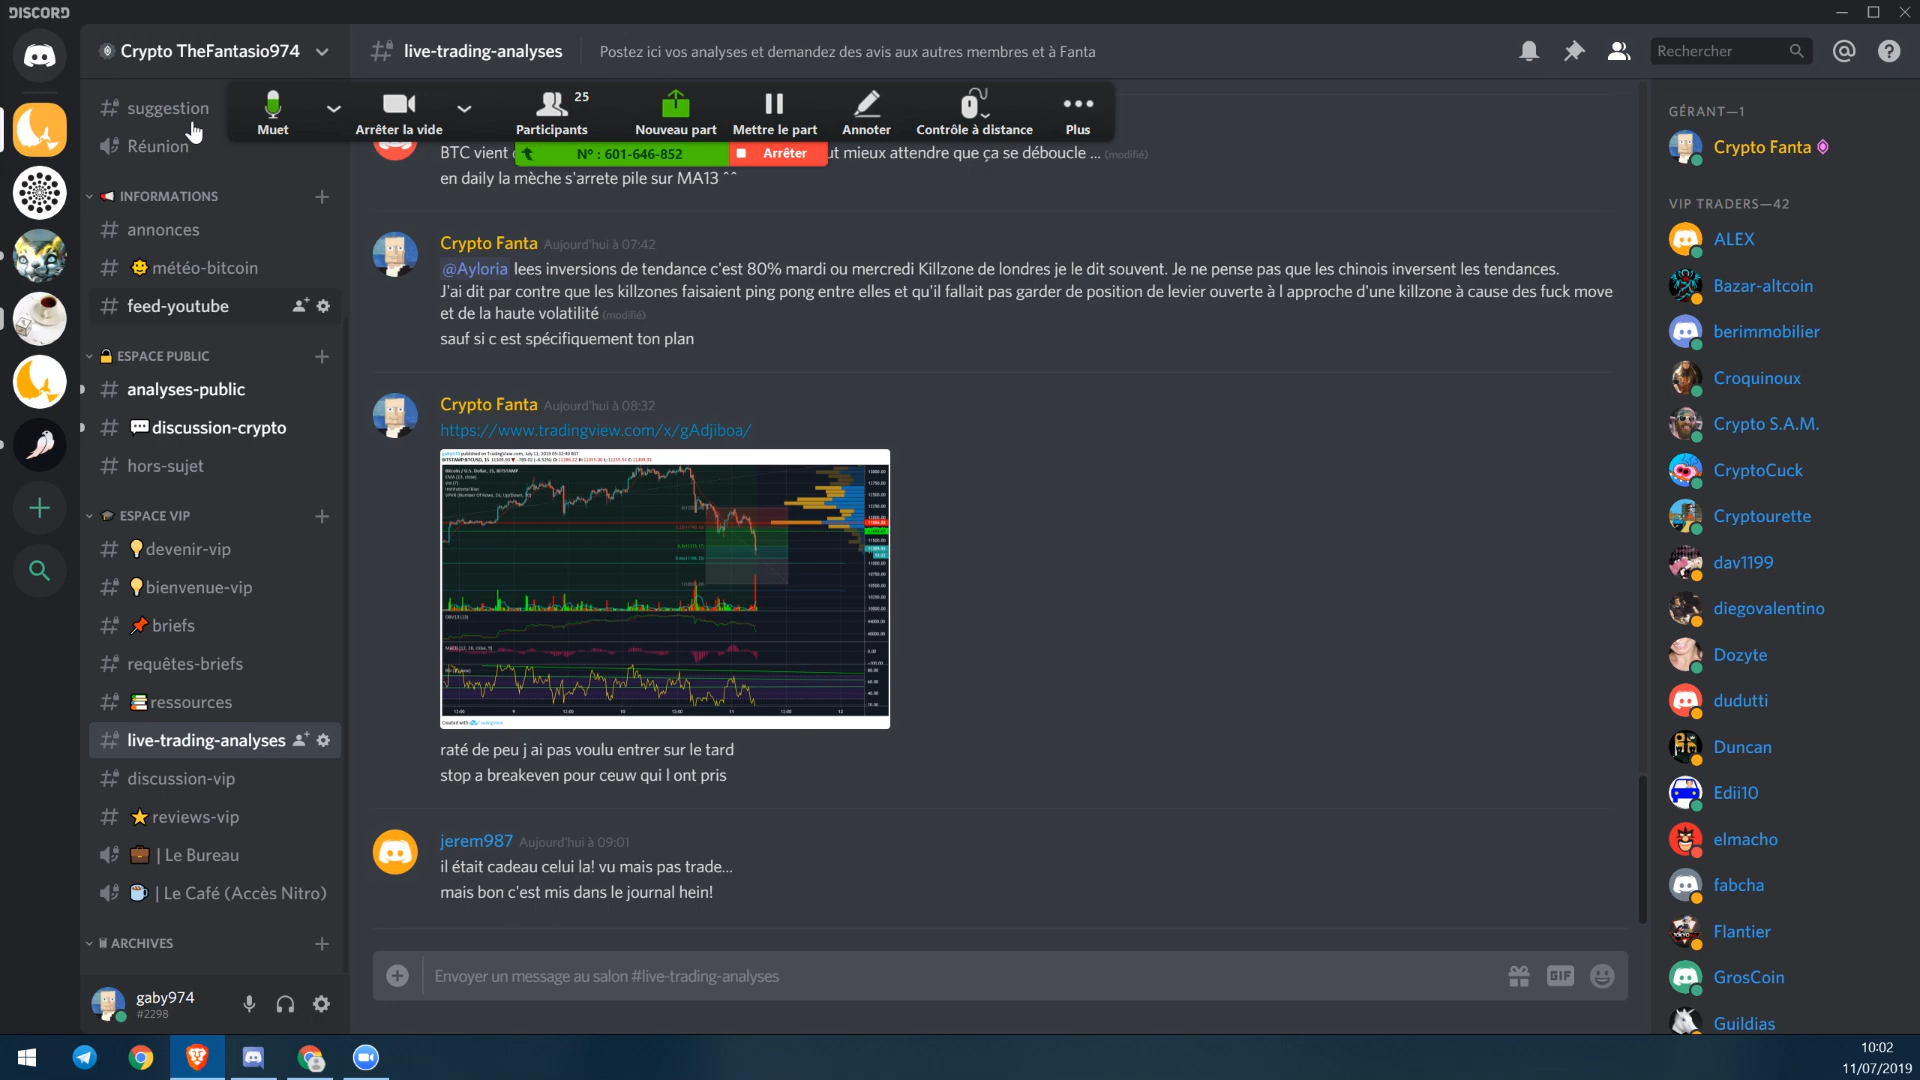 DISCORD
Crypto TheFantasio974
live-trading-analyses
Postez ici vos analyses et demandez des avis aux autres membres et à Fanta
Rechercher
suggestion
Réunion
INFORMATIONS
annonces
météo-bitcoin
feed-youtube
ESPACE PUBLIC
analyses-public
discussion-crypto
hors-sujet
ESPACE VIP
devenir-vip
bienvenue-vip
briefs
requêtes-briefs
ressources
live-trading-analyses
discussion-vip
reviews-vip
| Le Bureau
| Le Café (Accès Nitro)
ARCHIVES
gaby974
#2298
Muet
Arrêter la vide
Participants
25
Nouveau part
Mettre le part
Annoter
Contrôle à distance
Plus
N° : 601-646-852
Arrêter
BTC vient
ut mieux attendre que ça se déboucle ... (modifié)
en daily la mèche s'arrete pile sur MA13 ^^
Crypto Fanta Aujourd'hui à 07:42
@Ayloria lees inversions de tendance c'est 80% mardi ou mercredi Killzone de londres je le dit souvent. Je ne pense pas que les chinois inversent les tendances.
J'ai dit par contre que les killzones faisaient ping pong entre elles et qu'il fallait pas garder de position de levier ouverte à l approche d'une killzone à cause des fuck move
et de la haute volatilité (modifié)
sauf si c est spécifiquement ton plan
Crypto Fanta Aujourd'hui à 08:32
https://www.tradingview.com/x/gAdjiboa/
raté de peu j ai pas voulu entrer sur le tard
stop a breakeven pour ceuw qui l ont pris
jerem987 Aujourd'hui à 09:01
il était cadeau celui la! vu mais pas trade...
mais bon c'est mis dans le journal hein!
Envoyer un message au salon #live-trading-analyses
GIF
GÉRANT—1
Crypto Fanta
VIP TRADERS—42
ALEX
Bazar-altcoin
berimmobilier
Croquinoux
Crypto S.A.M.
CryptoCuck
Cryptourette
dav1199
diegovalentino
Dozyte
dudutti
Duncan
Edii10
elmacho
fabcha
Flantier
GrosCoin
Guildias
10:02
11/07/2019